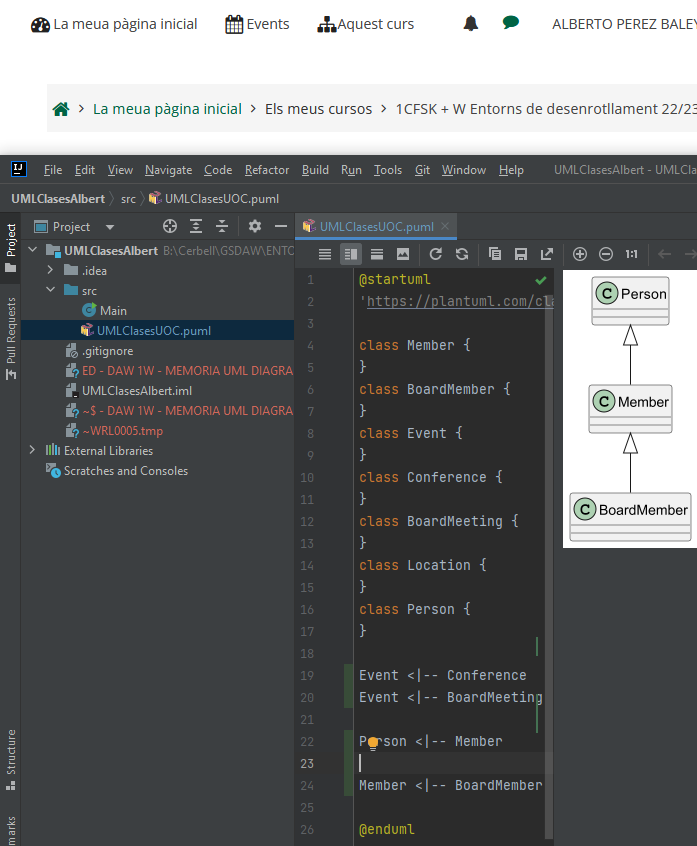 La meua pàgina inicial Events Aquest curs ALBERTO PEREZ BALEY
La meua pàgina inicial > Els meus cursos > 1CFSK + W Entorns de desenrotllament 22/23
IJ File Edit View Navigate Code Refactor Build Run Tools Git Window Help UMLClasesAlbert - UMLCla
UMLClasesAlbert > src > UMLClasesUOC.puml
Project
Pull Requests
Structure
marks
Project
UMLClasesAlbert B:\Cerbell\GSDAW\ENTO
.idea
src
Main
UMLClasesUOC.puml
.gitignore
ED - DAW 1W - MEMORIA UML DIAGRA
UMLClasesAlbert.iml
~$ - DAW 1W - MEMORIA UML DIAGRA
~WRL0005.tmp
External Libraries
Scratches and Consoles
UMLClasesUOC.puml
1:1
1 @startuml
2 'https://plantuml.com/cla
3
4 class Member {
5 }
6 class BoardMember {
7 }
8 class Event {
9 }
10 class Conference {
11 }
12 class BoardMeeting {
13 }
14 class Location {
15 }
16 class Person {
17 }
18
19 Event <|-- Conference
20 Event <|-- BoardMeeting
21
22 Person <|-- Member
23
24 Member <|-- BoardMember
25
26 @enduml
C Person
C Member
C BoardMember